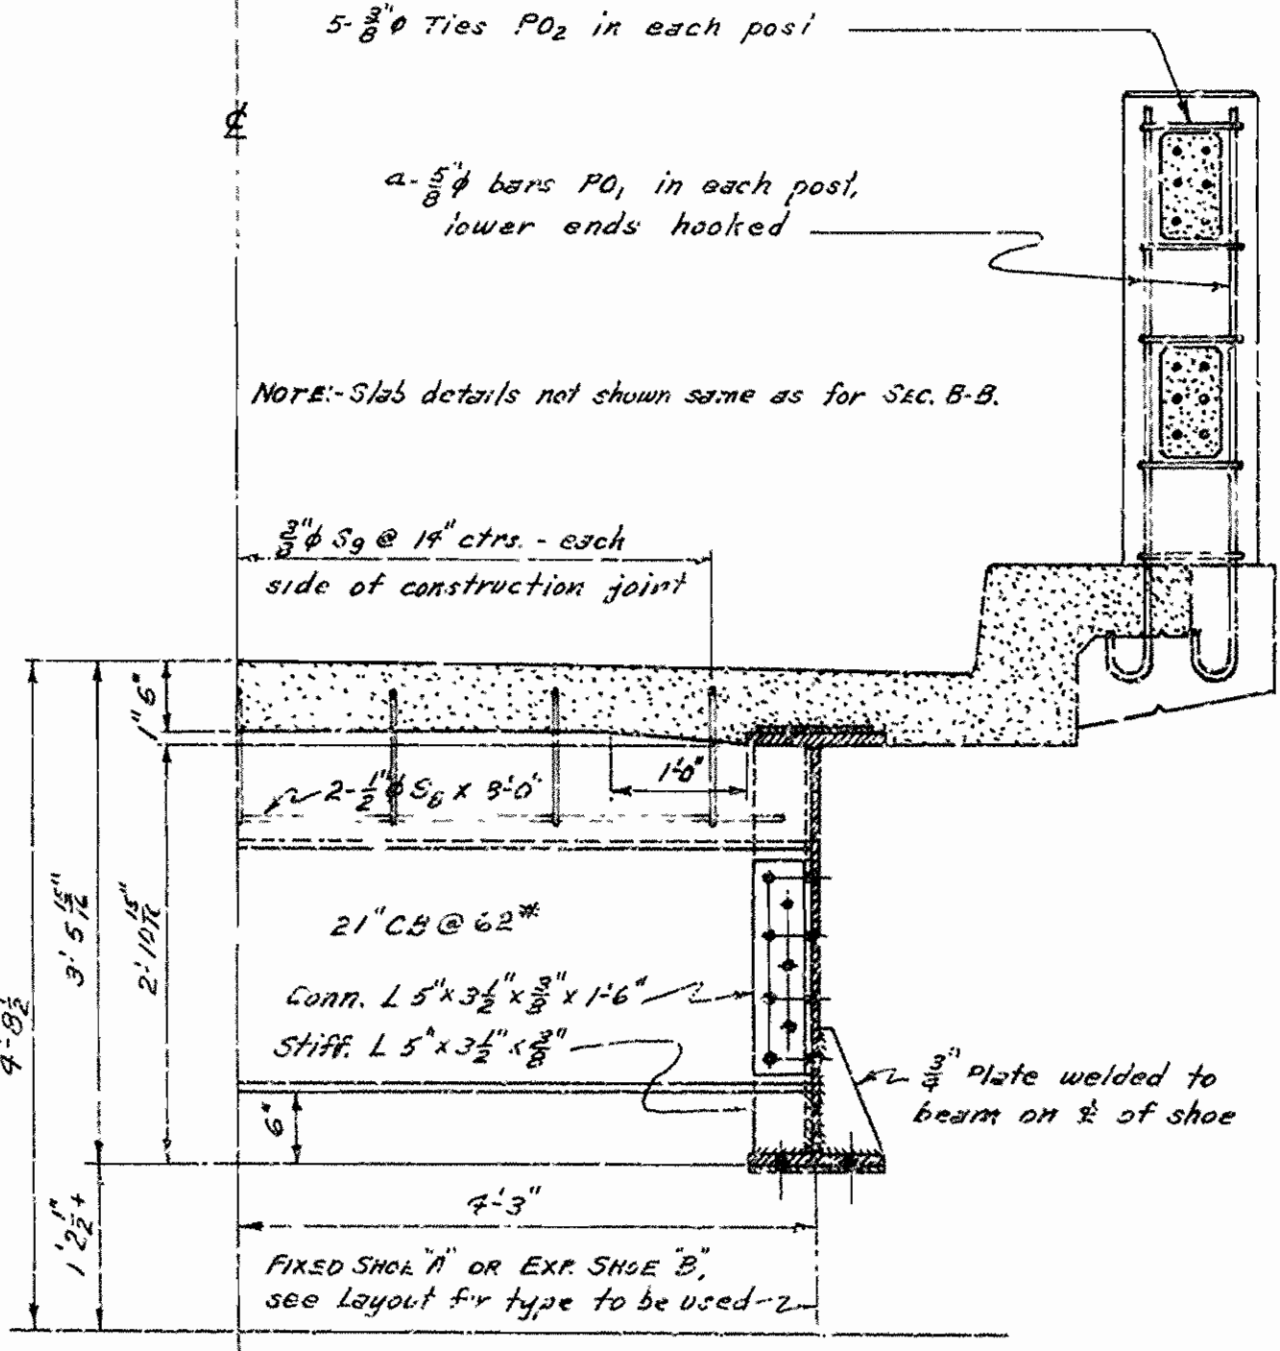 5-3/8"ϕ Ties PO2 in each post
℄
4-5/8"ϕ bars PO1 in each post,
lower ends hooked
NOTE:- Slab details not shown same as for SEC. B-B.
ϕ S9 @ 14" ctrs. - each
side of construction joint
6"
1"
1'-0"
2-1/2"ϕ S6 x 8'-0"
4'-8 1/2
3'-5 15/16"
2'-10 15/16"
21" CB @ 62#
Conn. L 5" x 3 1/2" x 3/8" x 1'-6"
Stiff. L 5" x 3 1/2" x 3/8"
3/4" Plate welded to
beam on ℄ of shoe
6"
4'-3"
1' 2 1/2" +
FIXED SHOE "A" OR EXP. SHOE "B",
see Layout for type to be used